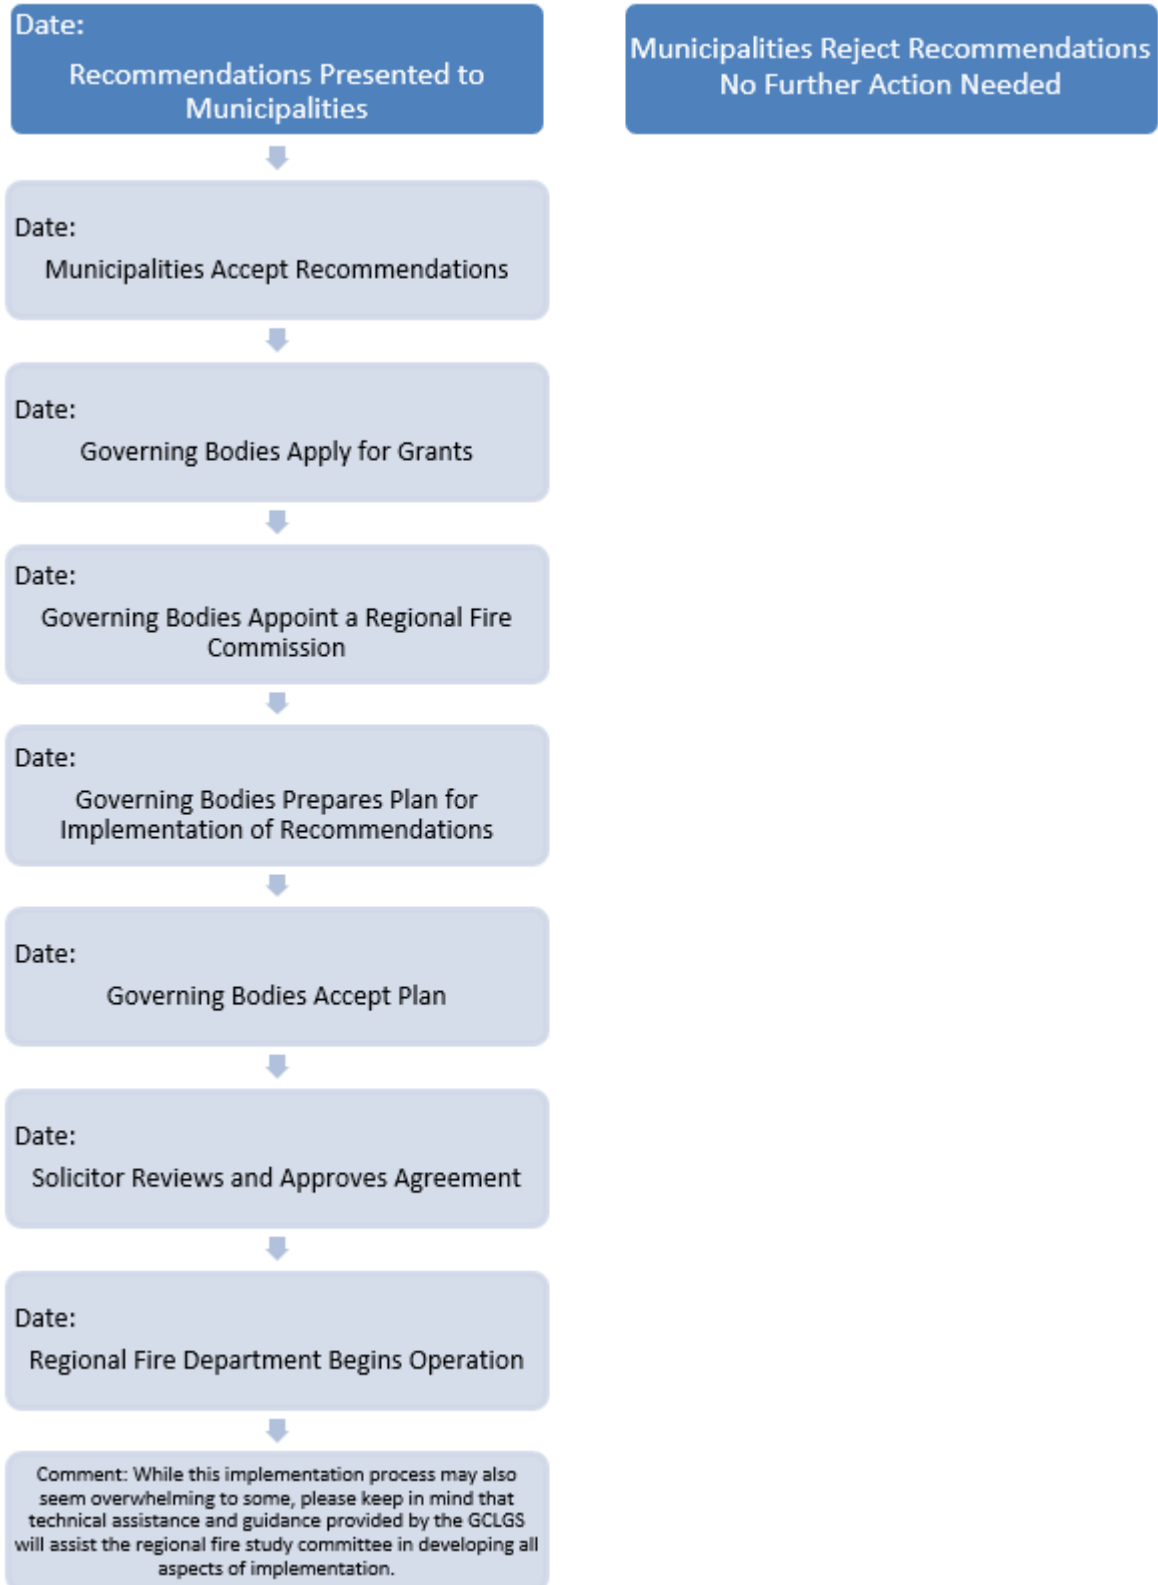 Date:
Recommendations Presented to
Municipalities
Municipalities Reject Recommendations
No Further Action Needed
Date:
Municipalities Accept Recommendations
Date:
Governing Bodies Apply for Grants
Date:
Governing Bodies Appoint a Regional Fire
Commission
Date:
Governing Bodies Prepares Plan for
Implementation of Recommendations
Date:
Governing Bodies Accept Plan
Date:
Solicitor Reviews and Approves Agreement
Date:
Regional Fire Department Begins Operation
Comment: While this implementation process may also
seem overwhelming to some, please keep in mind that
technical assistance and guidance provided by the GCLGS
will assist the regional fire study committee in developing all
aspects of implementation.